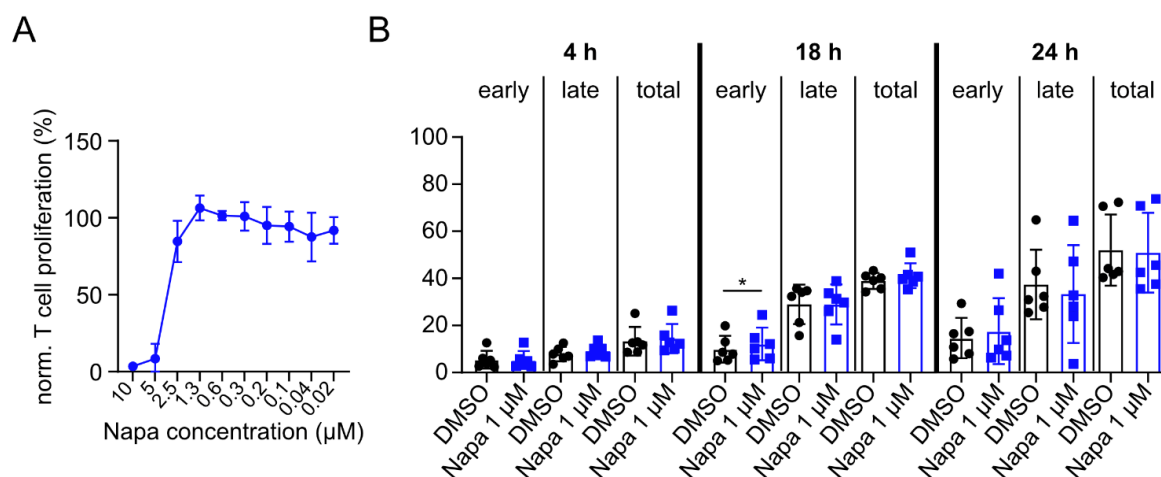 A
B
4 h
18 h
24 h
early
late
total
early
late
total
early
late
total
norm. T cell proliferation (%)
150
100
50
0
10
5
2.5
1.3
0.6
0.3
0.2
0.1
0.04
0.02
Napa concentration (µM)
100
80
60
40
20
0
*
DMSO
Napa 1 µM
DMSO
Napa 1 µM
DMSO
Napa 1 µM
DMSO
Napa 1 µM
DMSO
Napa 1 µM
DMSO
Napa 1 µM
DMSO
Napa 1 µM
DMSO
Napa 1 µM
DMSO
Napa 1 µM